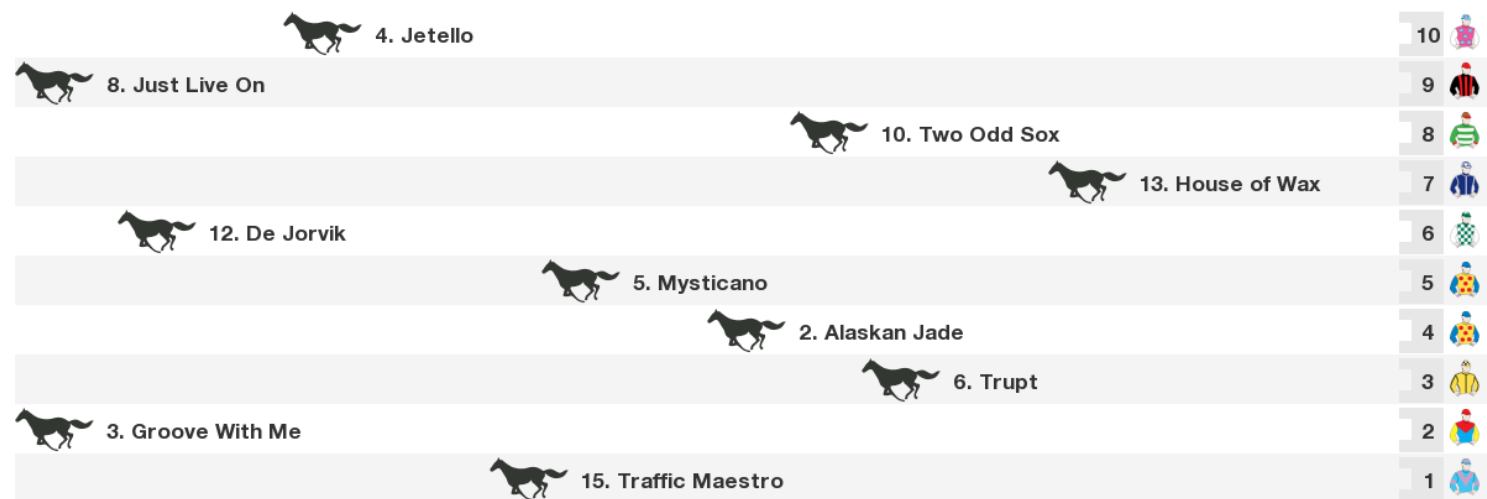 4. Jetello 10
8. Just Live On 9
10. Two Odd Sox 8
13. House of Wax 7
12. De Jorvik 6
5. Mysticano 5
2. Alaskan Jade 4
6. Trupt 3
3. Groove With Me 2
15. Traffic Maestro 1